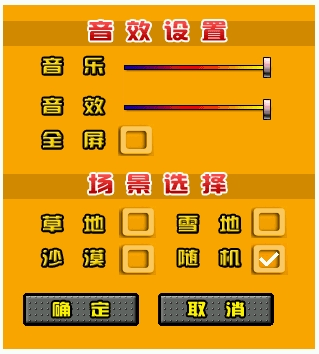 音效设置
音乐
音效
全屏
场景选择
草地 雪地
沙漠 随机
确定 取消